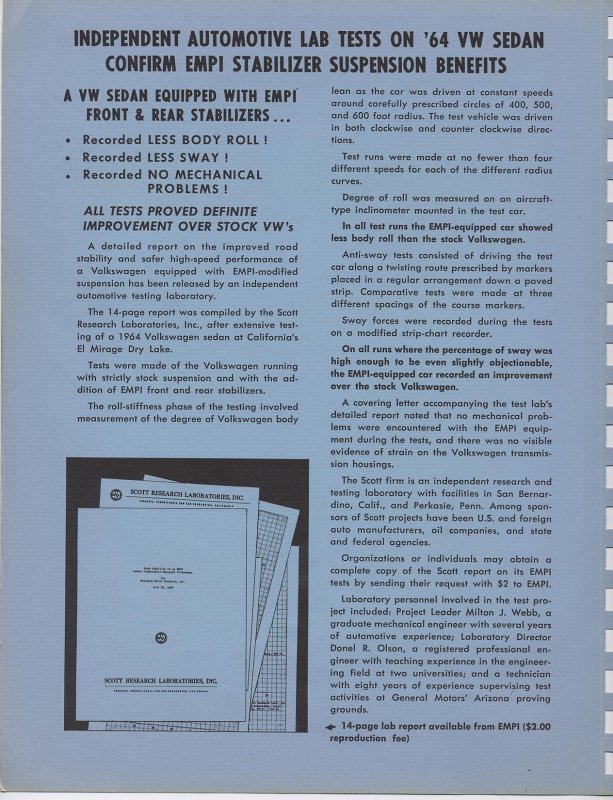 INDEPENDENT AUTOMOTIVE LAB TESTS ON '64 VW SEDAN
CONFIRM EMPI STABILIZER SUSPENSION BENEFITS
A VW SEDAN EQUIPPED WITH EMPI
FRONT & REAR STABILIZERS ...
• Recorded LESS BODY ROLL !
• Recorded LESS SWAY !
• Recorded NO MECHANICAL
PROBLEMS !
ALL TESTS PROVED DEFINITE
IMPROVEMENT OVER STOCK VW's
A detailed report on the improved road
stability and safer high-speed performance of
a Volkswagen equipped with EMPI-modified
suspension has been released by an independent
automotive testing laboratory.
The 14-page report was compiled by the Scott
Research Laboratories, Inc., after extensive test-
ing of a 1964 Volkswagen sedan at California's
El Mirage Dry Lake.
Tests were made of the Volkswagen running
with strictly stock suspension and with the ad-
dition of EMPI front and rear stabilizers.
The roll-stiffness phase of the testing involved
measurement of the degree of Volkswagen body
lean as the car was driven at constant speeds
around carefully prescribed circles of 400, 500,
and 600 foot radius. The test vehicle was driven
in both clockwise and counter clockwise direc-
tions.
Test runs were made at no fewer than four
different speeds for each of the different radius
curves.
Degree of roll was measured on an aircraft-
type inclinometer mounted in the test car.
In all test runs the EMPI-equipped car showed
less body roll than the stock Volkswagen.
Anti-sway tests consisted of driving the test
car along a twisting route prescribed by markers
placed in a regular arrangement down a paved
strip. Comparative tests were made at three
different spacings of the course markers.
Sway forces were recorded during the tests
on a modified strip-chart recorder.
On all runs where the percentage of sway was
high enough to be even slightly objectionable,
the EMPI-equipped car recorded an improvement
over the stock Volkswagen.
A covering letter accompanying the test lab's
detailed report noted that no mechanical prob-
lems were encountered with the EMPI equip-
ment during the tests, and there was no visible
evidence of strain on the Volkswagen transmis-
sion housings.
The Scott firm is an independent research and
testing laboratory with facilities in San Bernar-
dino, Calif., and Perkasie, Penn. Among spon-
sors of Scott projects have been U.S. and foreign
auto manufacturers, oil companies, and state
and federal agencies.
Organizations or individuals may obtain a
complete copy of the Scott report on its EMPI
tests by sending their request with $2 to EMPI.
Laboratory personnel involved in the test pro-
ject included: Project Leader Milton J. Webb, a
graduate mechanical engineer with several years
of automotive experience; Laboratory Director
Donel R. Olson, a registered professional en-
gineer with teaching experience in the engineer-
ing field at two universities; and a technician
with eight years of experience supervising test
activities at General Motors' Arizona proving
grounds.
14-page lab report available from EMPI ($2.00
reproduction fee)
SCOTT RESEARCH LABORATORIES, INC.
PERKASIE, PENNSYLVANIA AND SAN BERNARDINO, CALIFORNIA
SCOTT RESEARCH LABORATORIES, INC.
PERKASIE, PENNSYLVANIA AND SAN BERNARDINO, CALIFORNIA